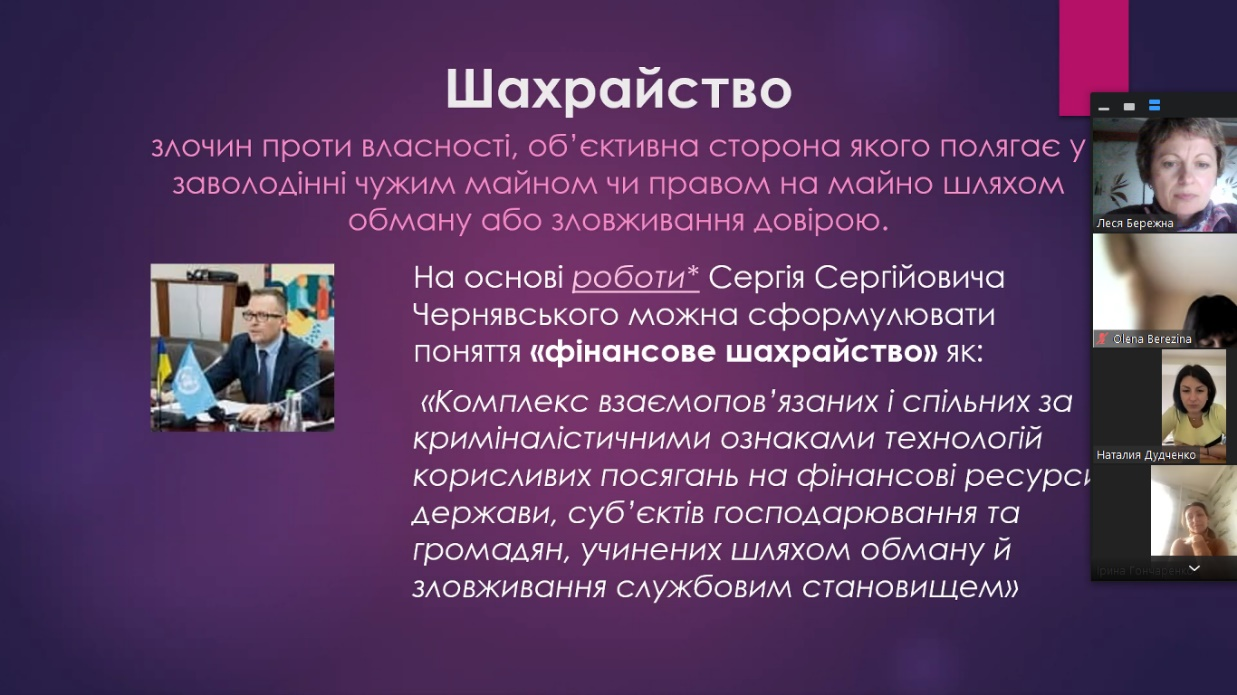 Шахрайство
злочин проти власності, об’єктивна сторона якого полягає у
заволодінні чужим майном чи правом на майно шляхом
обману або зловживання довірою.
На основі роботи* Сергія Сергійовича
Чернявського можна сформулювати
поняття «фінансове шахрайство» як:
«Комплекс взаємопов’язаних і спільних за
криміналістичними ознаками технологій
корисливих посягань на фінансові ресурси
держави, суб’єктів господарювання та
громадян, учинених шляхом обману й
зловживання службовим становищем»
Леся Бережна
Olena Berezina
Наталия Дудченко
Ірина Гончаренко